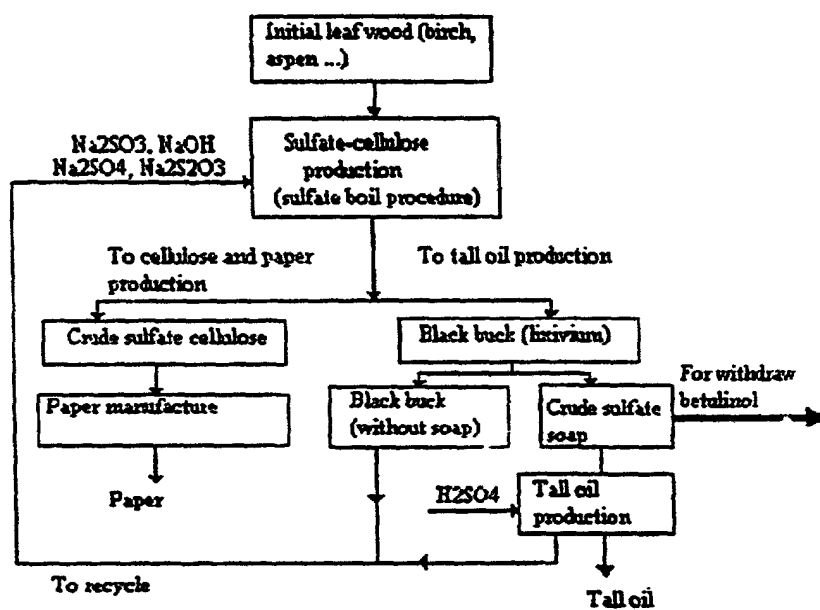 Initial leaf wood (birch,
aspen ...)
Na2SO3, NaOH
Na2SO4, Na2S2O3
Sulfate-cellulose
production
(sulfate boil procedure)
To cellulose and paper
production
To tall oil production
Crude sulfate cellulose
Black buck (lixivium)
Paper manufacture
Black buck
(without soap)
Crude sulfate
soap
For withdraw
betulinol
Paper
H2SO4
Tall oil
production
To recycle
Tall oil